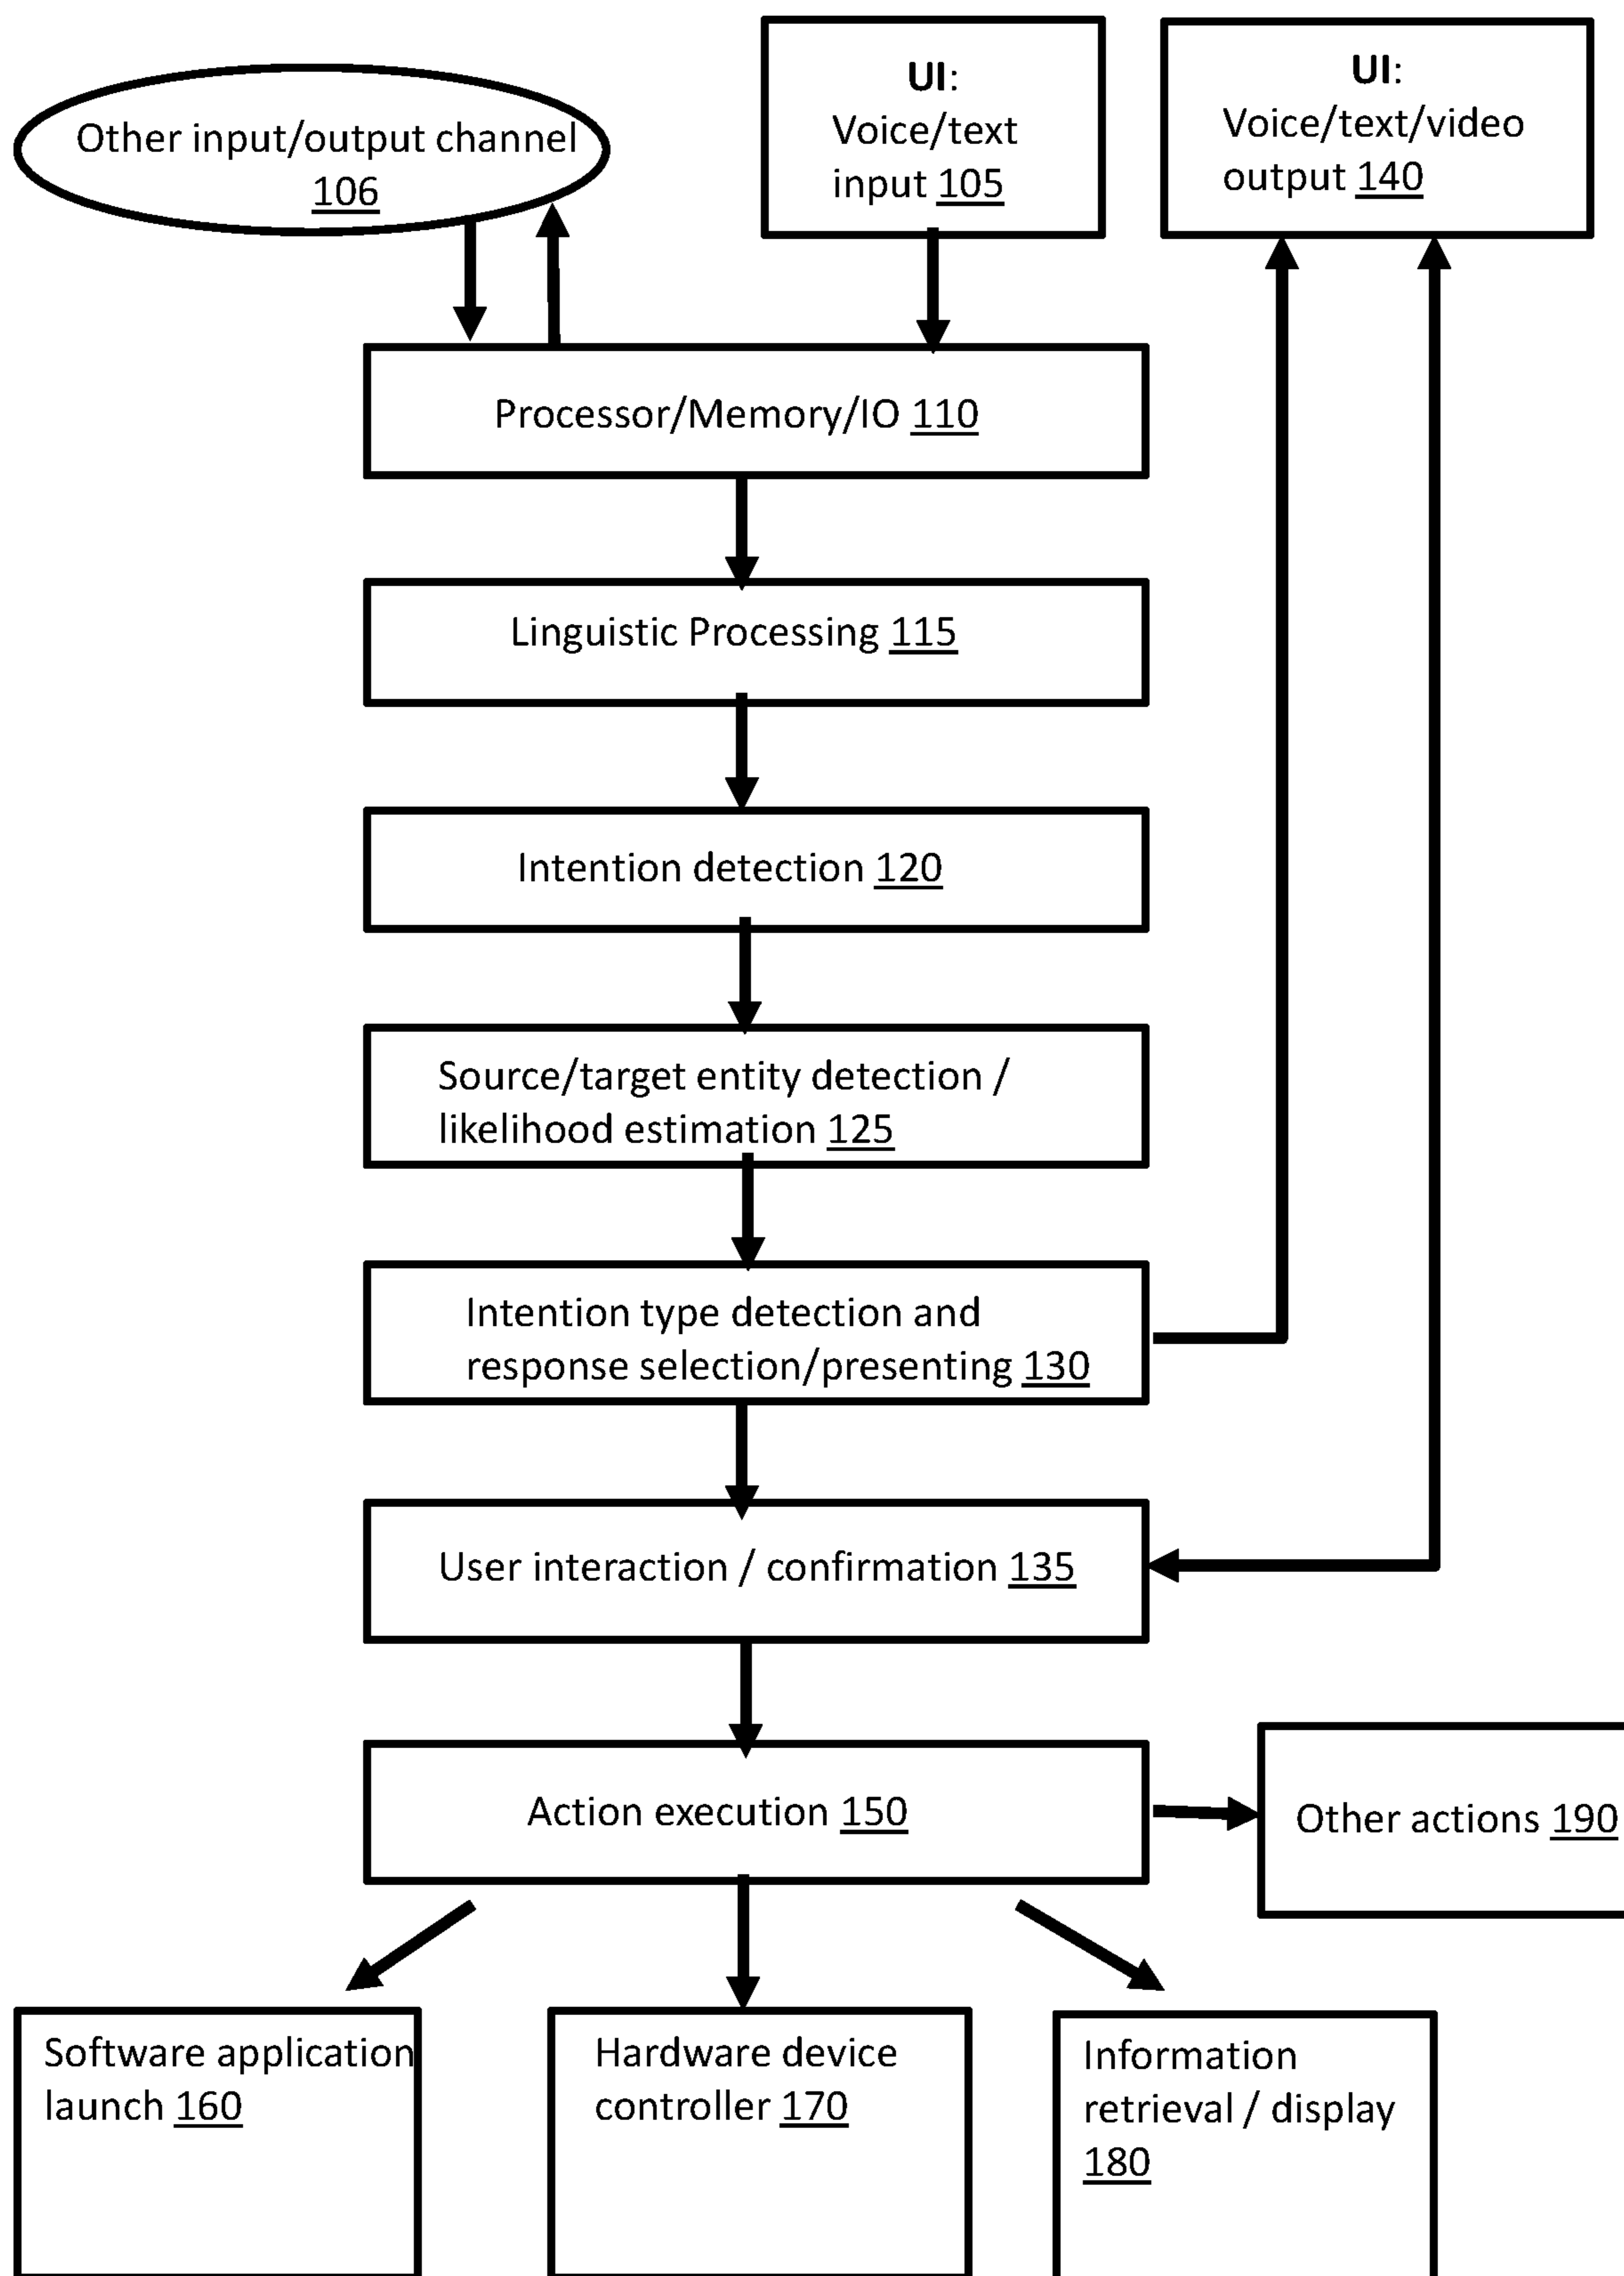 Other input/output channel
106
UI:
Voice/text
input 105
UI:
Voice/text/video
output 140
Processor/Memory/IO 110
Linguistic Processing 115
Intention detection 120
Source/target entity detection /
likelihood estimation 125
Intention type detection and
response selection/presenting 130
User interaction / confirmation 135
Action execution 150
Other actions 190
Software application
launch 160
Hardware device
controller 170
Information
retrieval / display
180